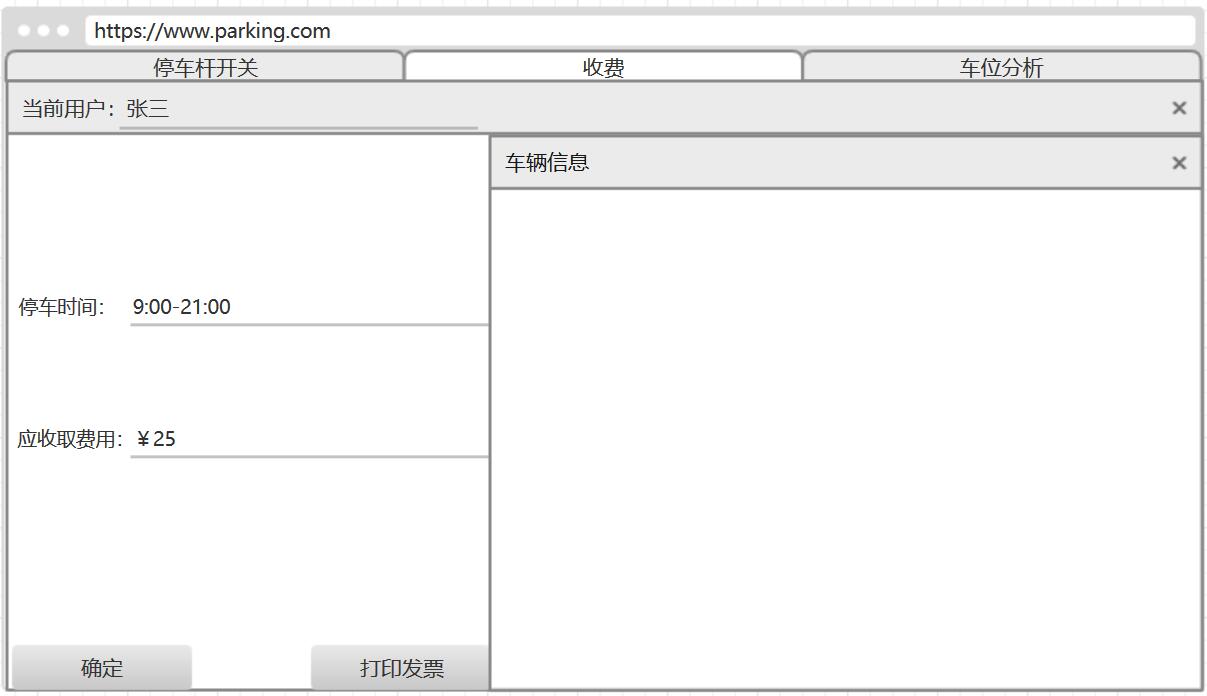 https://www.parking.com
停车杆开关 收费 车位分析
当前用户：张三
车辆信息
停车时间： 9:00-21:00
应收取费用：￥25
确定 打印发票